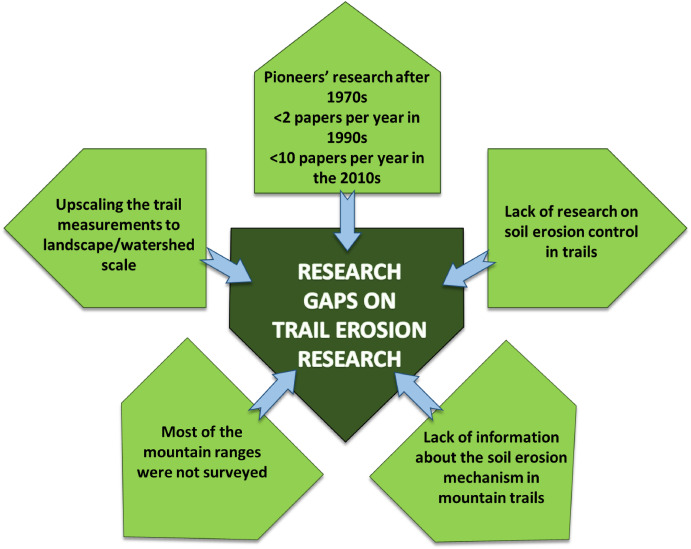 Pioneers' research after
1970s
<2 papers per year in
1990s
<10 papers per year in
the 2010s
Upscaling the trail
measurements to
landscape/watershed
scale
Lack of research on
soil erosion control
in trails
RESEARCH
GAPS ON
TRAIL EROSION
RESEARCH
Most of the
mountain ranges
were not surveyed
Lack of information
about the soil erosion
mechanism in
mountain trails